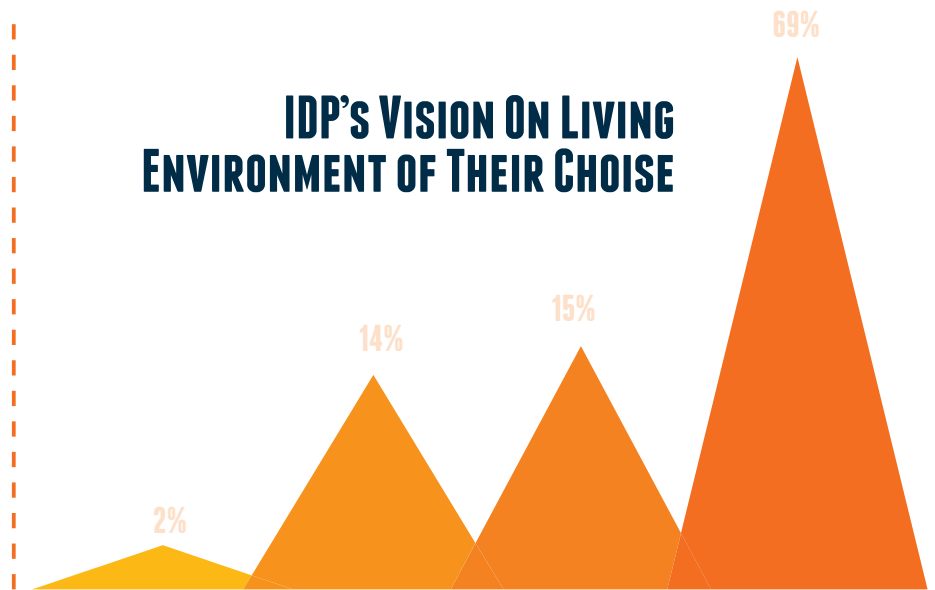 69%
IDP's Vision On Living
Environment of Their Choise
15%
14%
2%